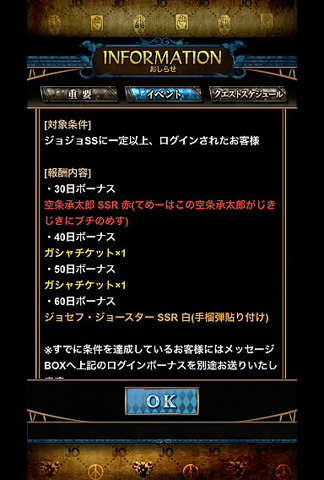 INFORMATION
おしらせ
重要 イベント クエストスケジュール
[対象条件]
ジョジョSSに一定以上、ログインされたお客様
[報酬内容]
・30日ボーナス
空条承太郎 SSR 赤(てめーはこの空条承太郎がじき
じきにブチのめす)
・40日ボーナス
ガシャチケット×1
・50日ボーナス
ガシャチケット×1
・60日ボーナス
ジョセフ・ジョースター SSR 白(手榴弾貼り付け)
※すでに条件を達成しているお客様にはメッセージ
BOXへ上記のログインボーナスを別途お送りいたし
OK